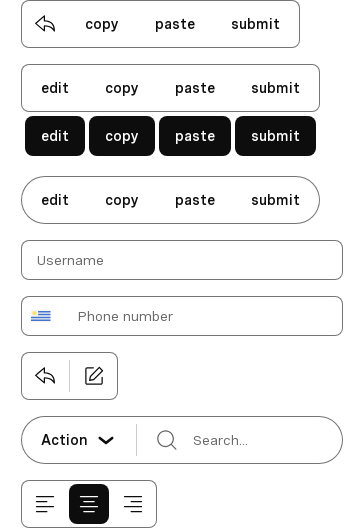 copy paste submit
edit copy paste submit
edit copy paste submit
edit copy paste submit
Username
Phone number
Action Search...